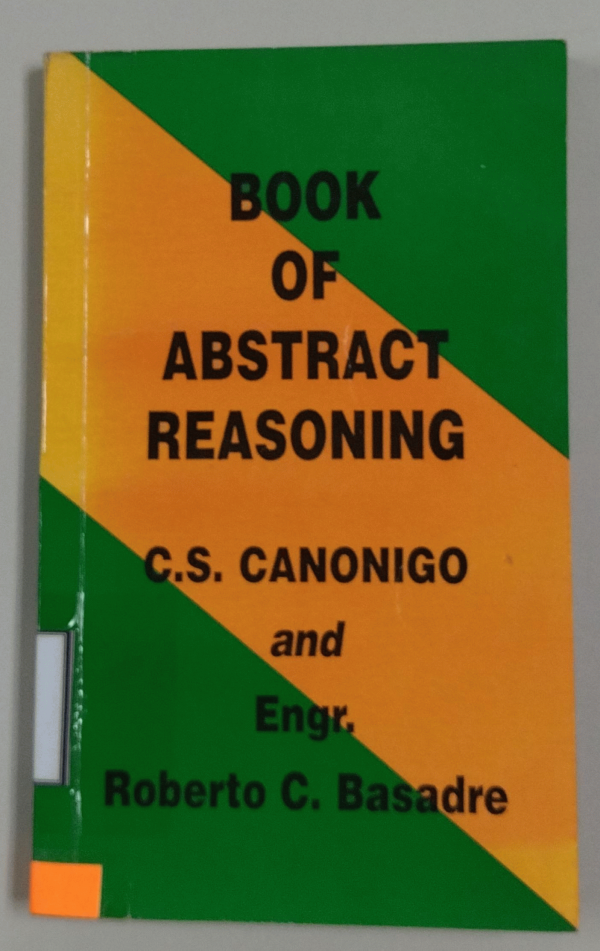 BOOK
OF
ABSTRACT
REASONING
C.S. CANONIGO
and
Engr.
Roberto C. Basadre